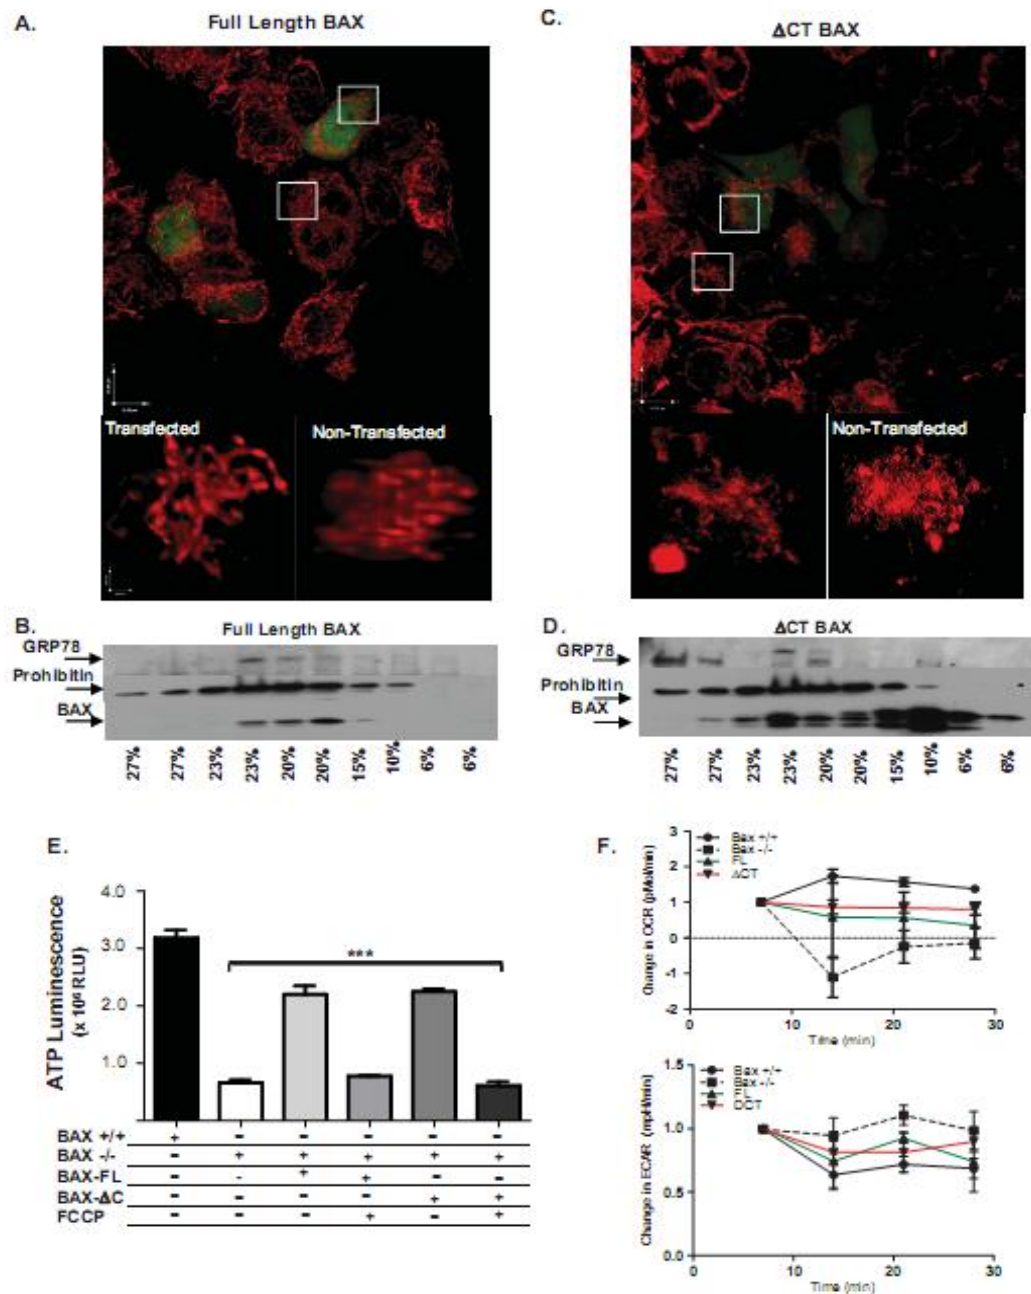 A.
Full Length BAX
C.
ΔCT BAX
Transfected
Non-Transfected
Non-Transfected
B.
Full Length BAX
GRP78
Prohibitin
BAX
27% 27% 23% 23% 20% 20% 15% 10% 6% 6%
D.
ΔCT BAX
GRP78
Prohibitin
BAX
27% 27% 23% 23% 20% 20% 15% 10% 6% 6%
E.
ATP Luminescence
(x 10⁶ RLU)
4.0
3.0
2.0
1.0
***
BAX +/+ + - - - - -
BAX -/- - + + + + +
BAX-FL - - + + - -
BAX-ΔC - - - - + +
FCCP - - - + - +
F.
Change in OCR (pMol/min)
3
2
1
0
-1
-2
Bax +/+
Bax -/-
FL
ΔCT
0 10 20 30
Time (min)
Change in ECAR (mpH/min)
1.5
1.0
0.5
0.0
Bax +/+
Bax -/-
FL
DCT
0 10 20 30
Time (min)